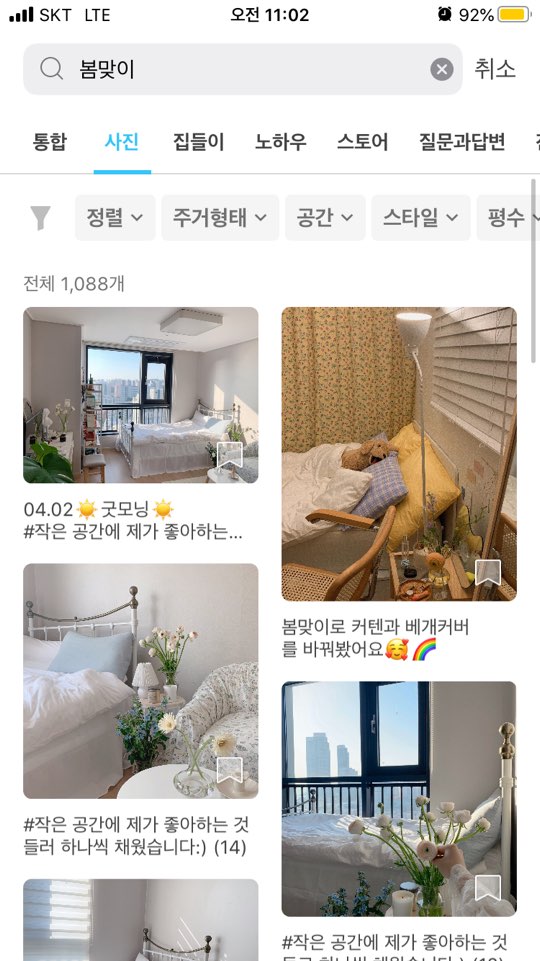 SKT LTE 오전 11:02 92%
봄맞이 취소
통합 사진 집들이 노하우 스토어 질문과답변
정렬 주거형태 공간 스타일 평수
전체 1,088개
04.02☀️굿모닝☀️
#작은 공간에 제가 좋아하는...
봄맞이로 커텐과 베개커버
를 바꿔봤어요🥰🌈
#작은 공간에 제가 좋아하는 것
들러 하나씩 채웠습니다:) (14)
#작은 공간에 제가 좋아하는 것